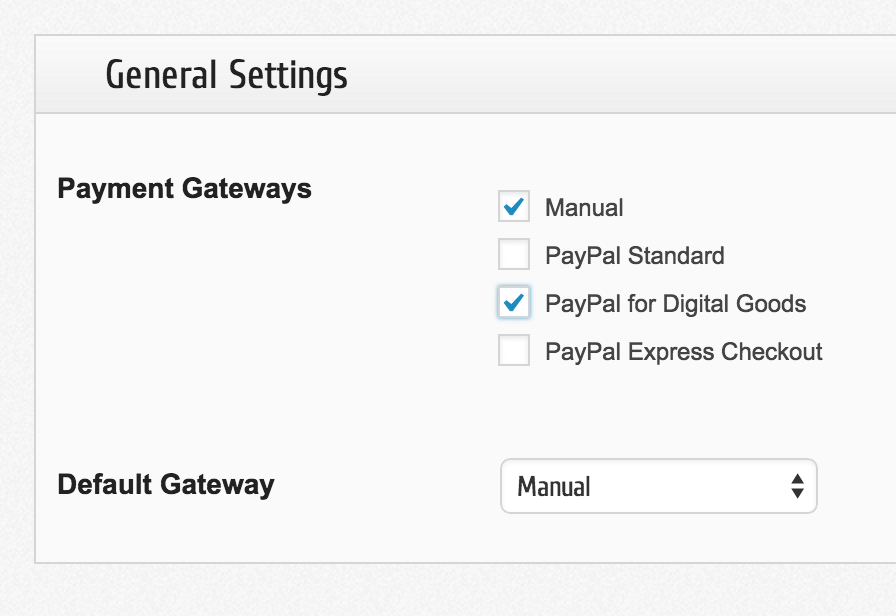 General Settings
Payment Gateways
Manual
PayPal Standard
PayPal for Digital Goods
PayPal Express Checkout
Default Gateway
Manual